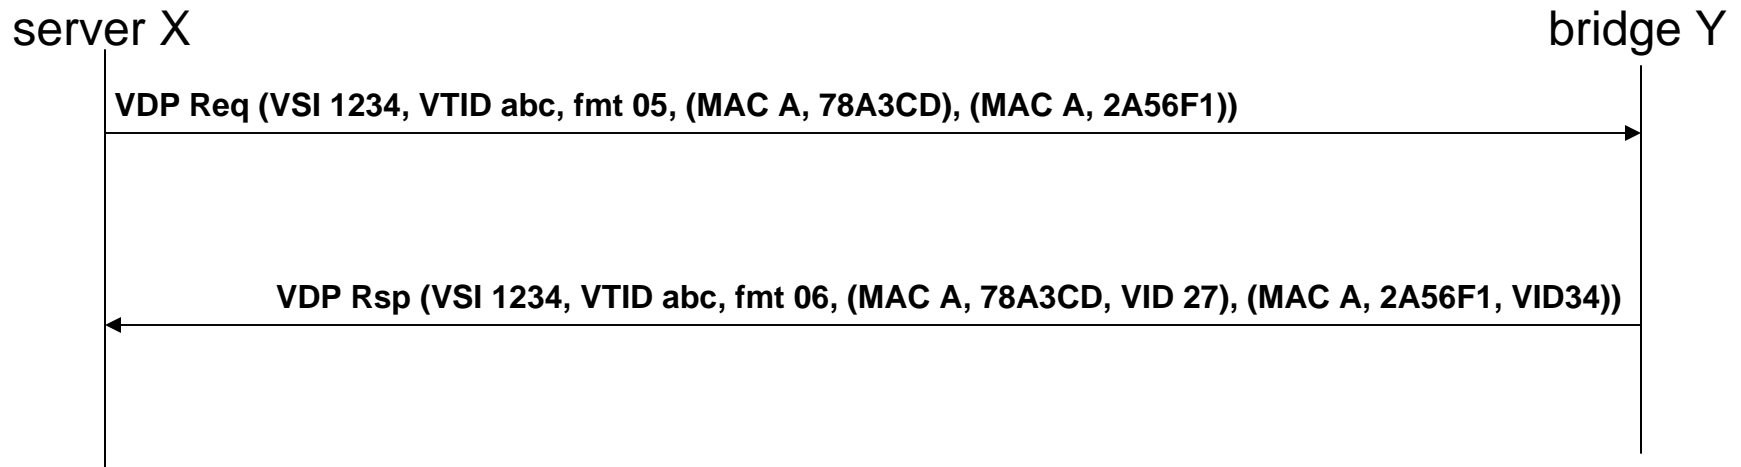 server X
bridge Y
VDP Req (VSI 1234, VTID abc, fmt 05, (MAC A, 78A3CD), (MAC A, 2A56F1))
VDP Rsp (VSI 1234, VTID abc, fmt 06, (MAC A, 78A3CD, VID 27), (MAC A, 2A56F1, VID34))